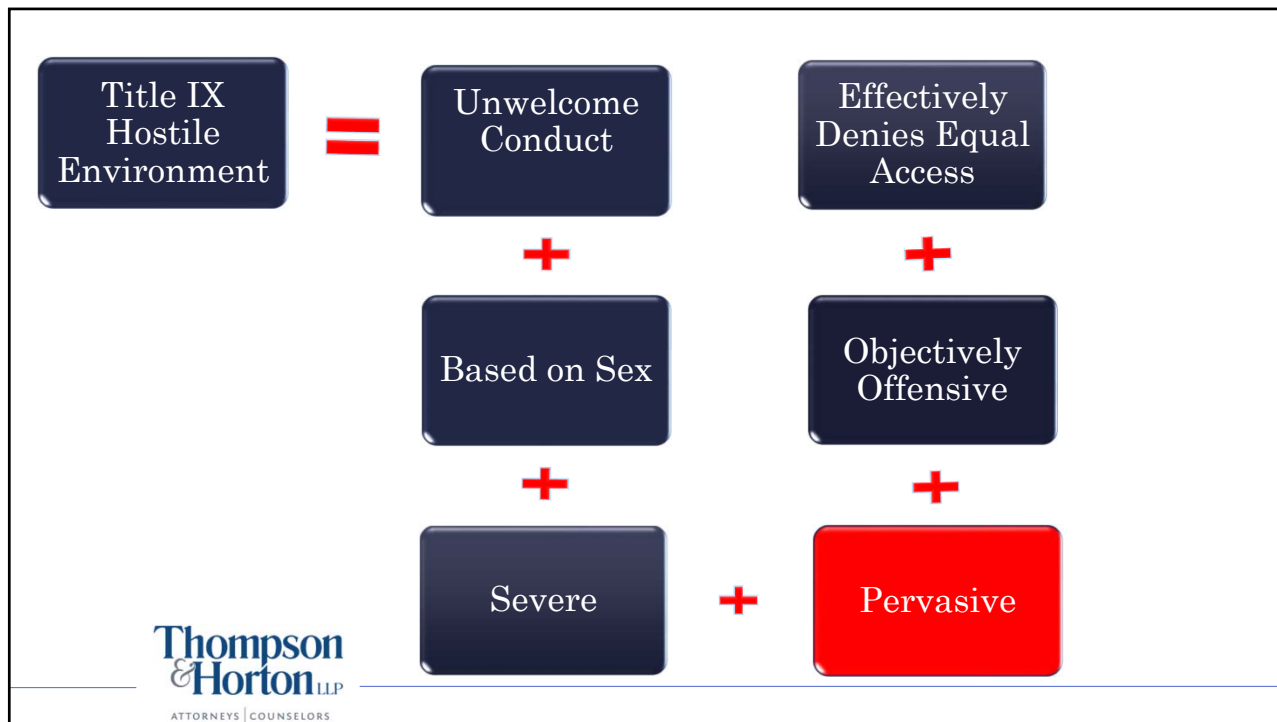 Title IX
Hostile
Environment
=
Unwelcome
Conduct
+
Based on Sex
+
Severe
+
Pervasive
+
Objectively
Offensive
+
Effectively
Denies Equal
Access
Thompson
& Horton LLP
ATTORNEYS | COUNSELORS